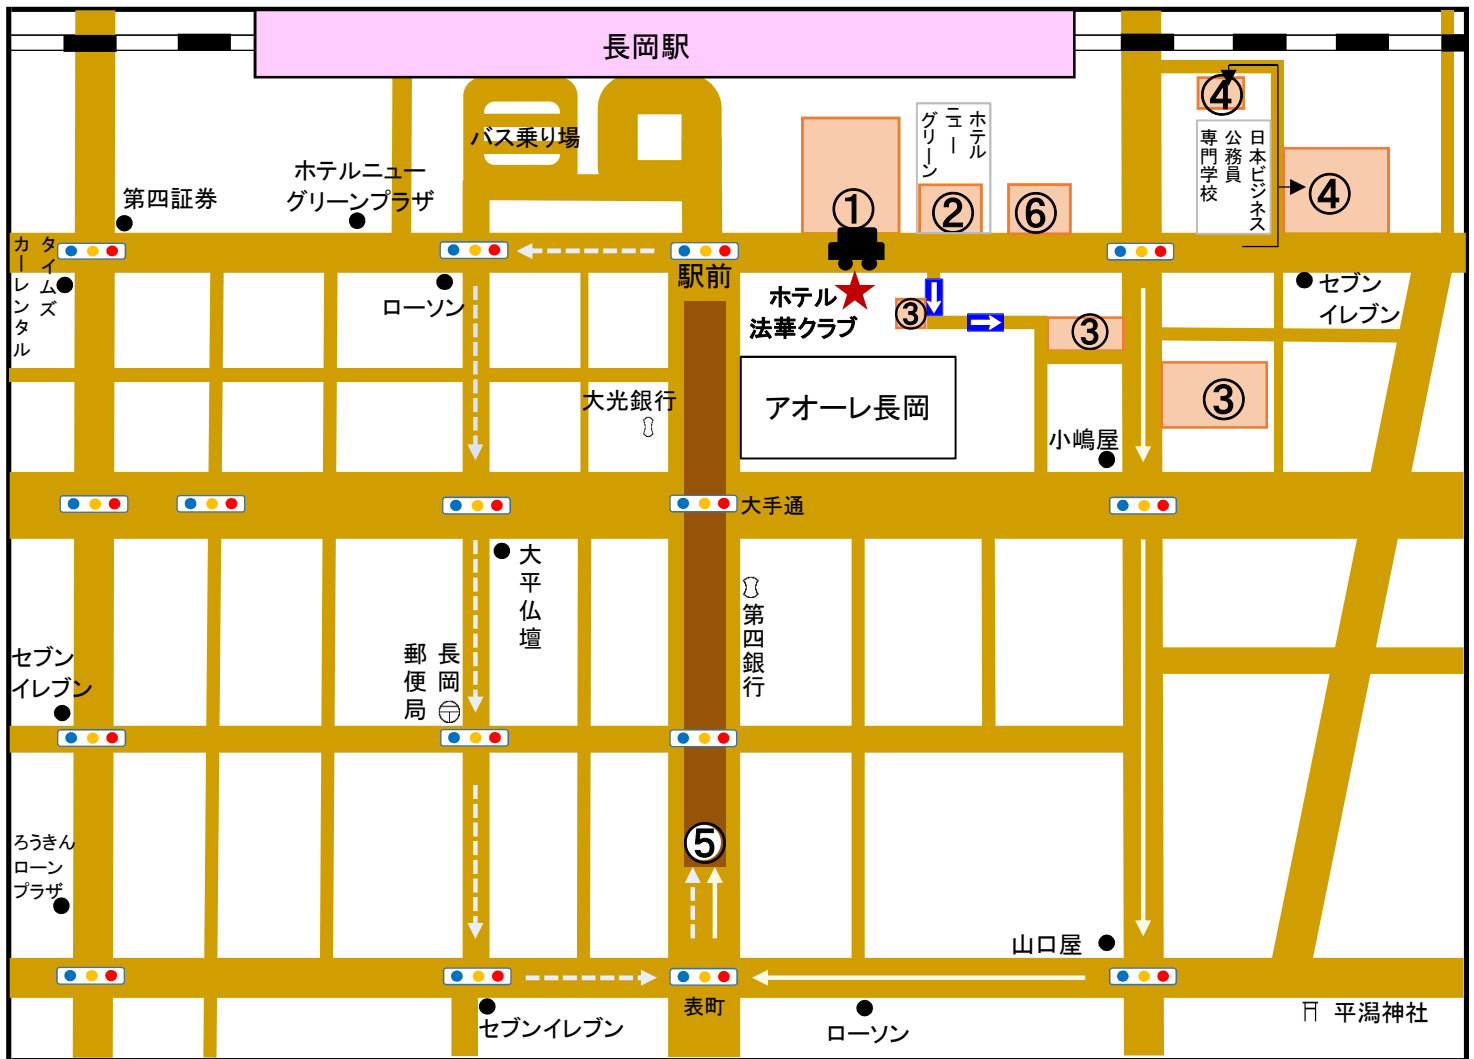 長岡駅
④
バス乗り場
ホテル
ニュー
グリーン
日本ビジネス
公務員
専門学校
ホテルニュー
グリーンプラザ
第四証券
①
②
⑥
④
タイムズ
カーレンタル
ローソン
駅前
ホテル
法華クラブ
③
③
セブン
イレブン
大光銀行
アオーレ長岡
③
小嶋屋
大手通
大平仏壇
第四銀行
長岡
郵便局
セブン
イレブン
ろうきん
ローン
プラザ
⑤
山口屋
表町
セブンイレブン
ローソン
平潟神社